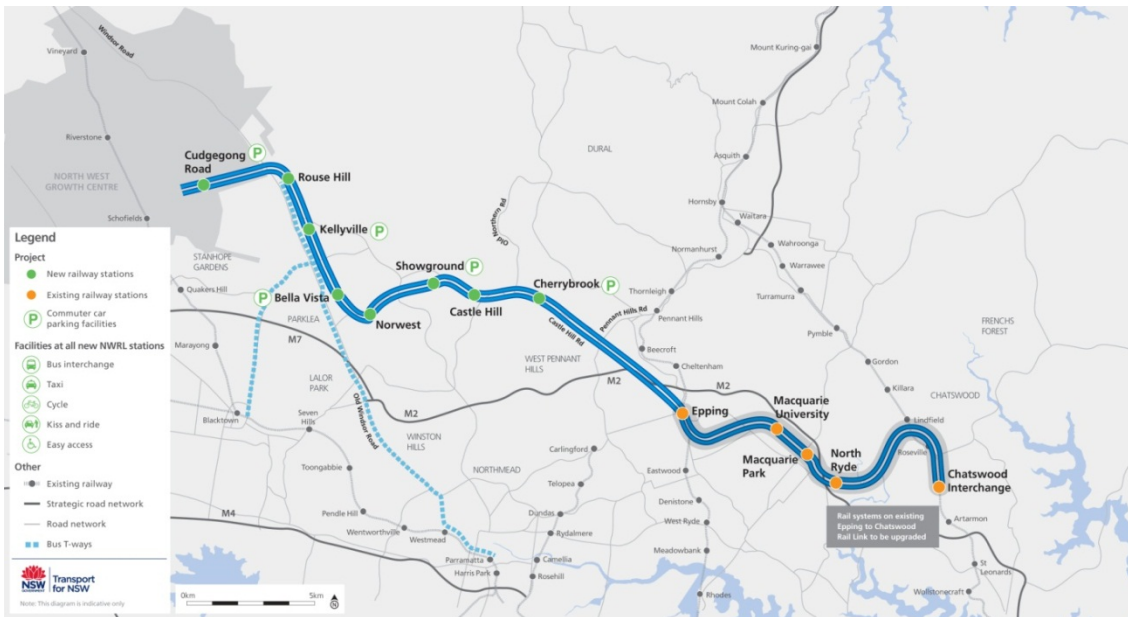 Windsor Road
Vineyard
Riverstone
NORTH WEST
GROWTH CENTRE
Schofields
Cudgegong
Road
P
Rouse Hill
Kellyville
P
STANHOPE
GARDENS
Quakers Hill
P
Bella Vista
PARKLEA
Norwest
Showground
P
Castle Hill
Cherrybrook
P
Castle Hill Rd
Pennant Hills Rd
Old Northern Rd
DURAL
Mount Kuring-gai
Mount Colah
Asquith
Hornsby
Waitara
Normanhurst
Wahroonga
Warrawee
Thornleigh
Turramurra
Pennant Hills
Pymble
FRENCHS
FOREST
Beecroft
Cheltenham
Gordon
Killara
CHATSWOOD
Lindfield
Roseville
WEST PENNANT
HILLS
M2
M2
Epping
Macquarie
University
Macquarie
Park
North
Ryde
Chatswood
Interchange
Rail systems on existing
Epping to Chatswood
Rail Link to be upgraded
Artarmon
St
Leonards
Wollstonecraft
Marayong
M7
LALOR
PARK
M2
Old Windsor Road
Blacktown
Seven
Hills
WINSTON
HILLS
Toongabbie
NORTHMEAD
Carlingford
Eastwood
Telopea
Denistone
Pendle Hill
Dundas
West Ryde
M4
Wentworthville
Westmead
Rydalmere
Meadowbank
Parramatta
Camellia
Harris Park
Rosehill
Rhodes
Legend
Project
New railway stations
Existing railway stations
P
Commuter car
parking facilities
Facilities at all new NWRL stations
Bus interchange
Taxi
Cycle
Kiss and ride
Easy access
Other
Existing railway
Strategic road network
Road network
Bus T-ways
NSW
Transport
for NSW
Note: This diagram is indicative only
0km
5km
N